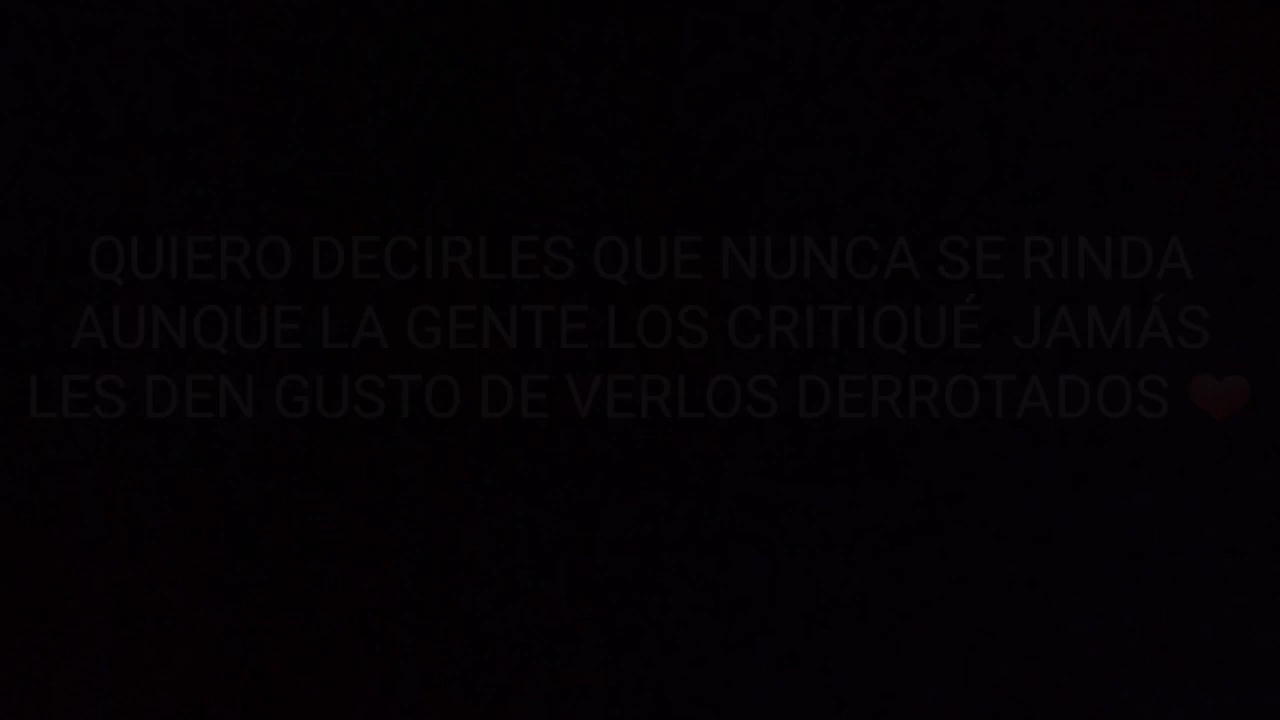 QUIERO DECIRLES QUE NUNCA SE RINDA
AUNQUE LA GENTE LOS CRITIQUÉ JAMÁS
LES DEN GUSTO DE VERLOS DERROTADOS ❤️